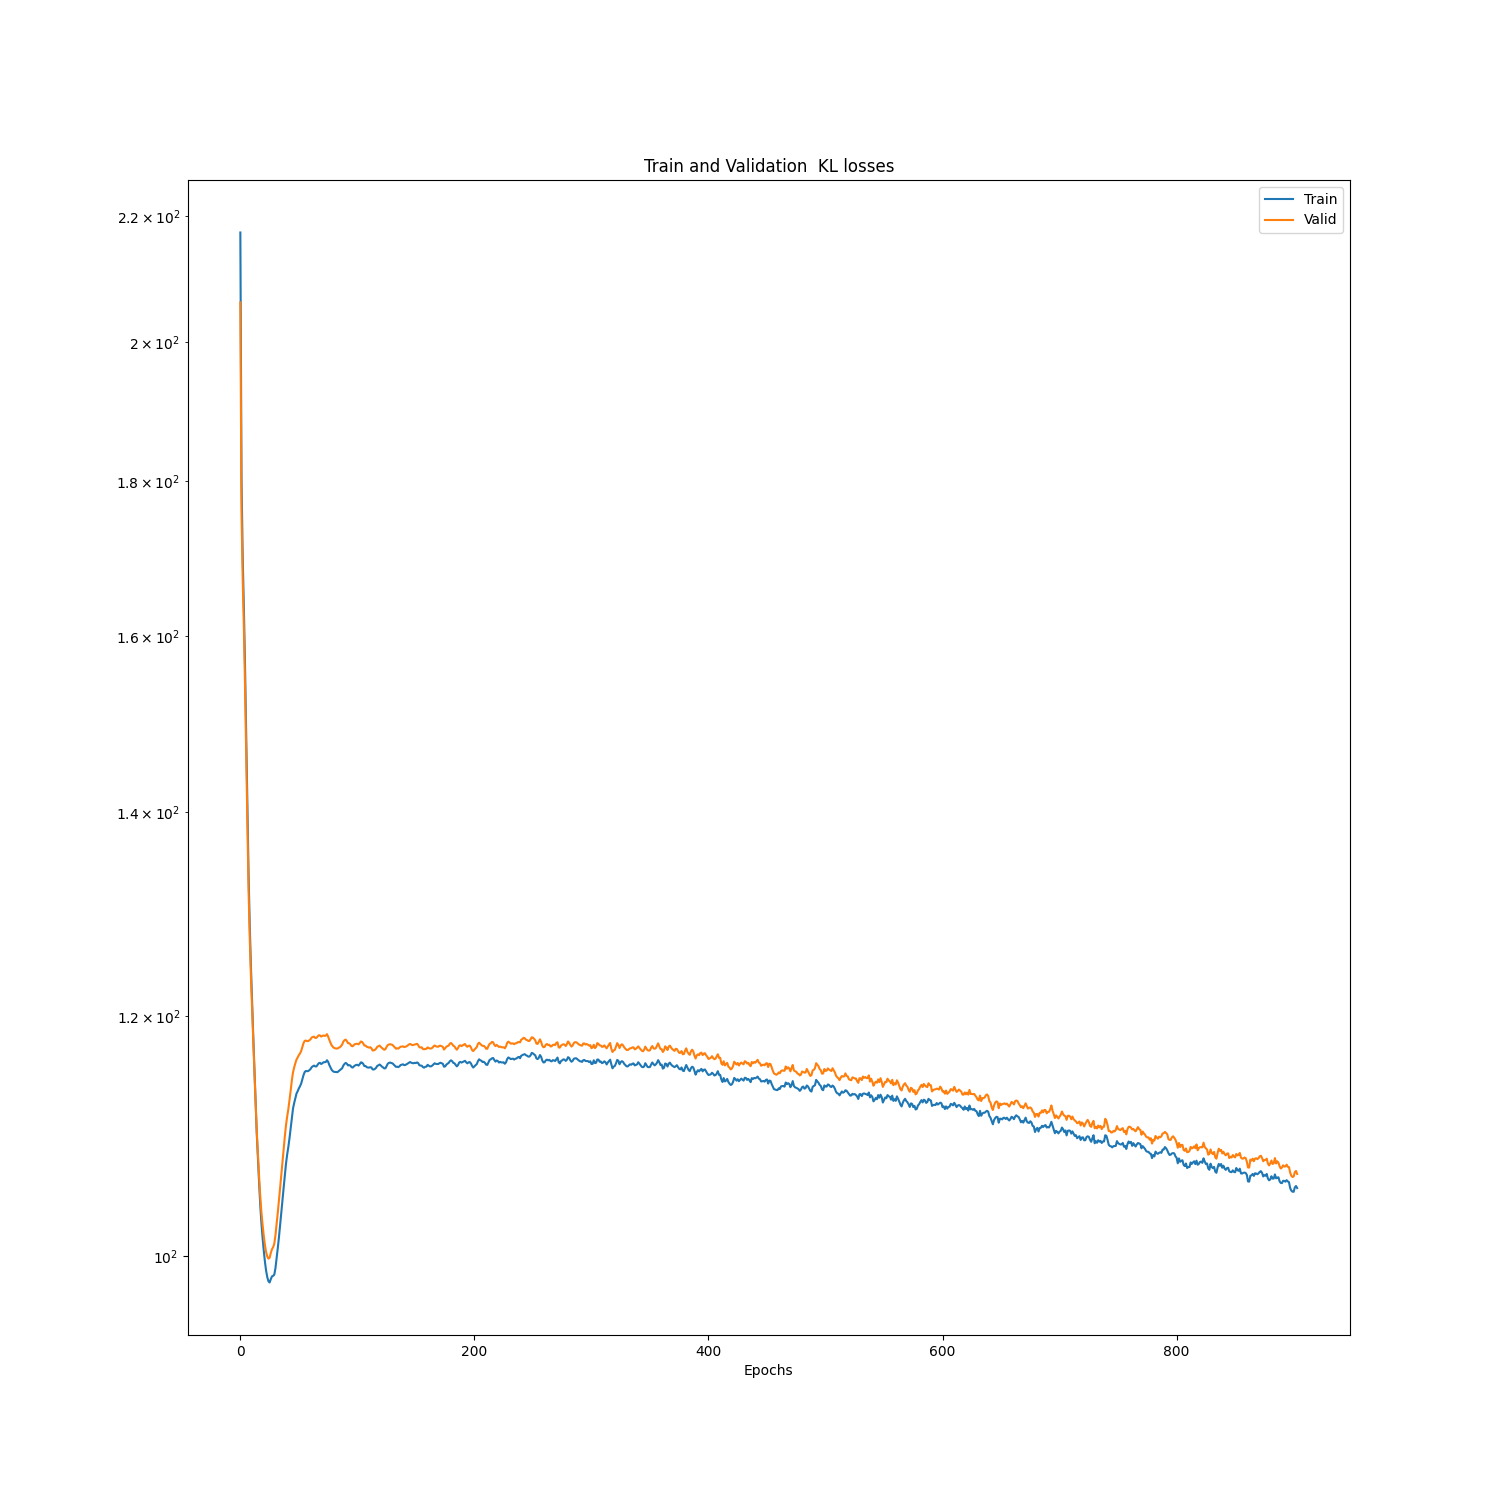 Train and Validation  KL losses
Train
Valid
2.2 × 10²
2 × 10²
1.8 × 10²
1.6 × 10²
1.4 × 10²
1.2 × 10²
10²
0 200 400 600 800
Epochs